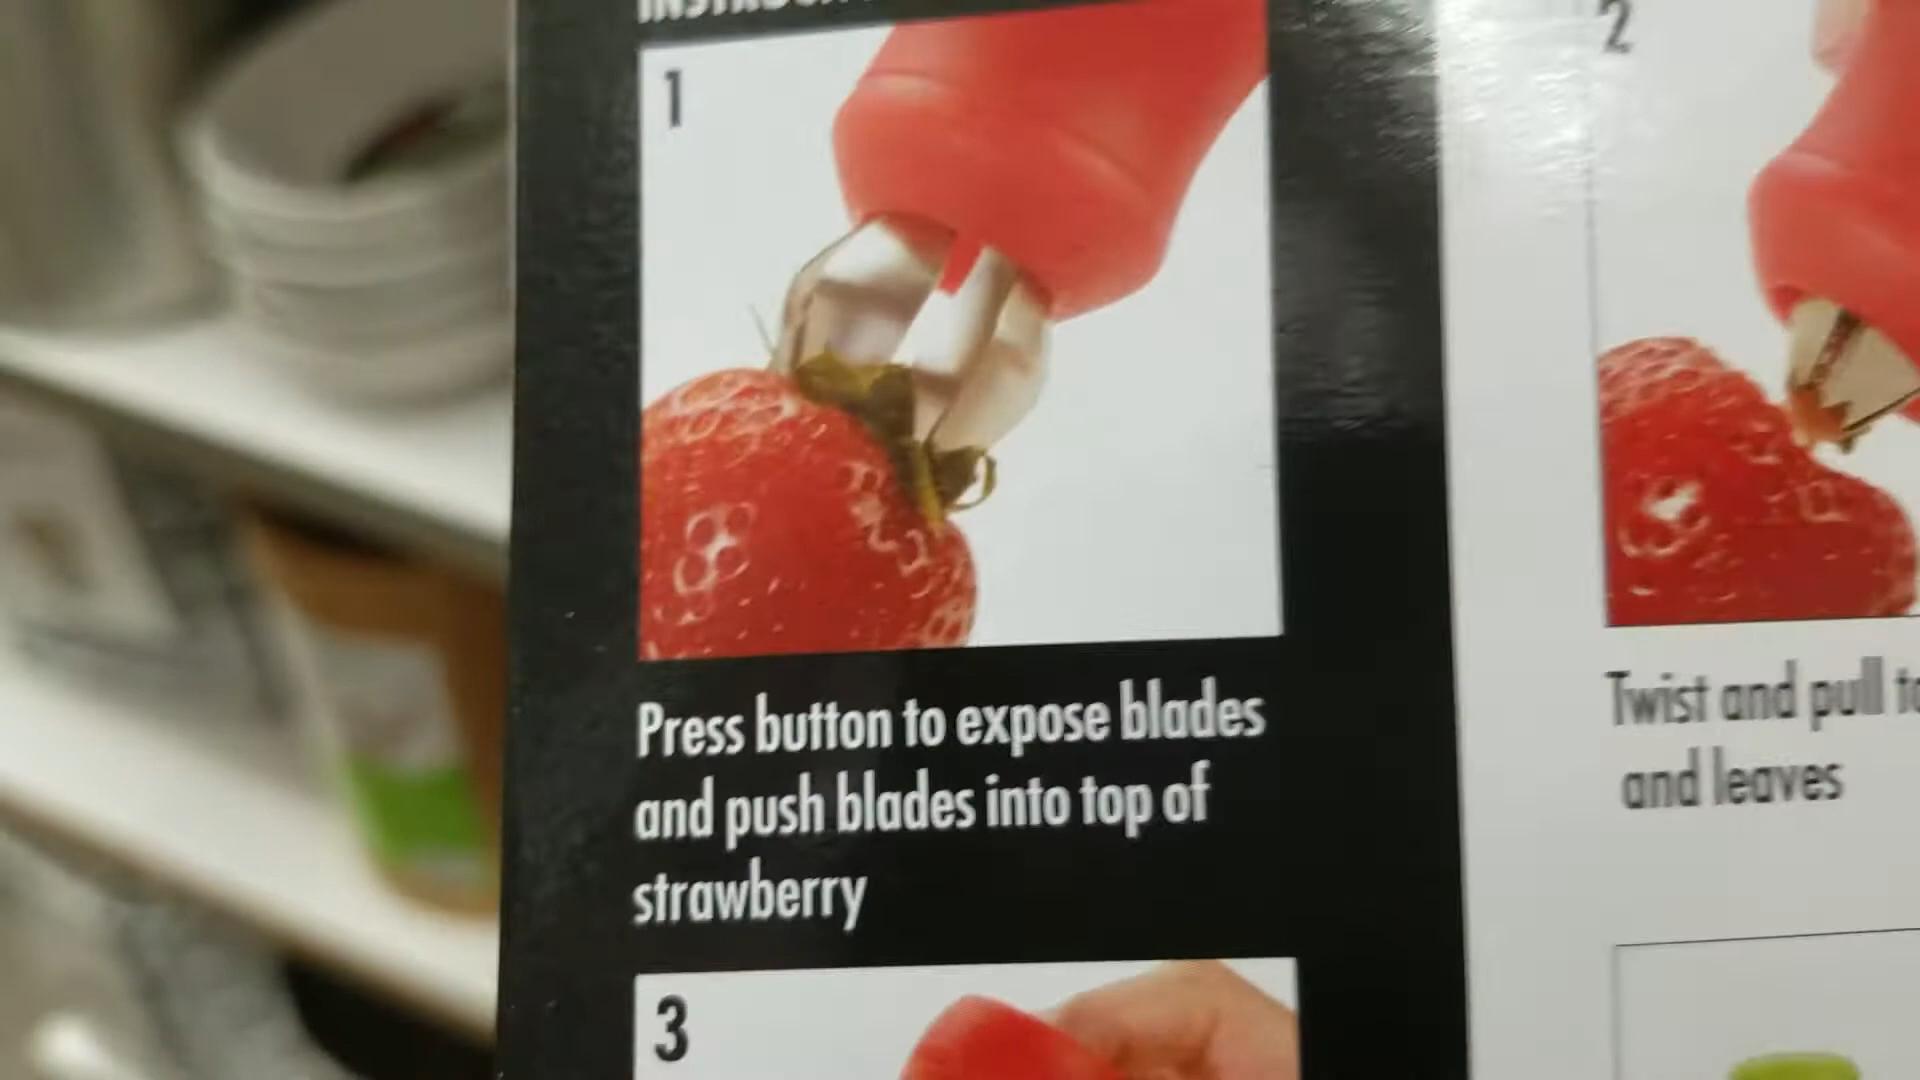 1
Press button to expose blades
and push blades into top of
strawberry
2
Twist and pull
and leaves
3